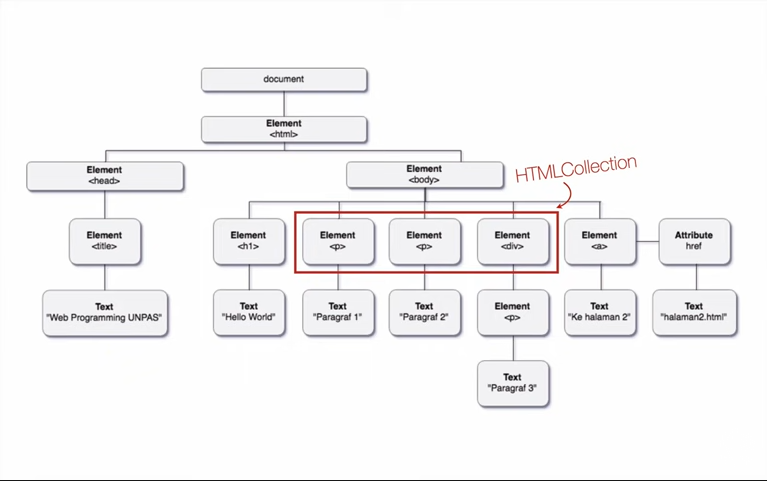 document
Element
<html>
Element
<head>
Element
<body>
HTMLCollection
Element
<title>
Element
<h1>
Element
<p>
Element
<p>
Element
<div>
Element
<a>
Attribute
href
Text
"Web Programming UNPAS"
Text
"Hello World"
Text
"Paragraf 1"
Text
"Paragraf 2"
Element
<p>
Text
"Ke halaman 2"
Text
"halaman2.html"
Text
"Paragraf 3"